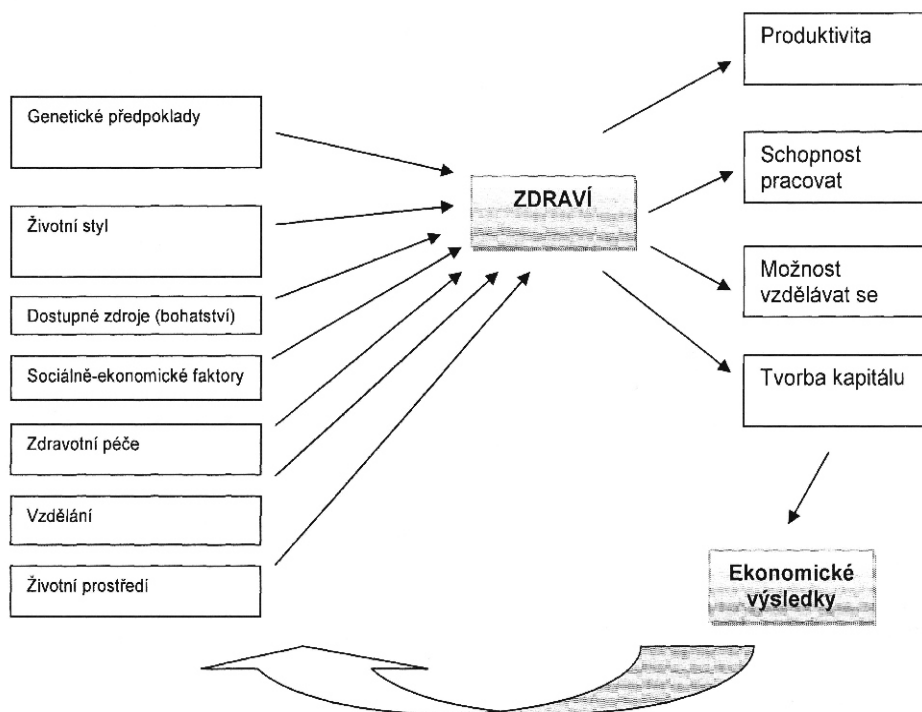 Genetické předpoklady
Životní styl
Dostupné zdroje (bohatství)
Sociálně-ekonomické faktory
Zdravotní péče
Vzdělání
Životní prostředí
ZDRAVÍ
Produktivita
Schopnost
pracovat
Možnost
vzdělávat se
Tvorba kapitálu
Ekonomické
výsledky